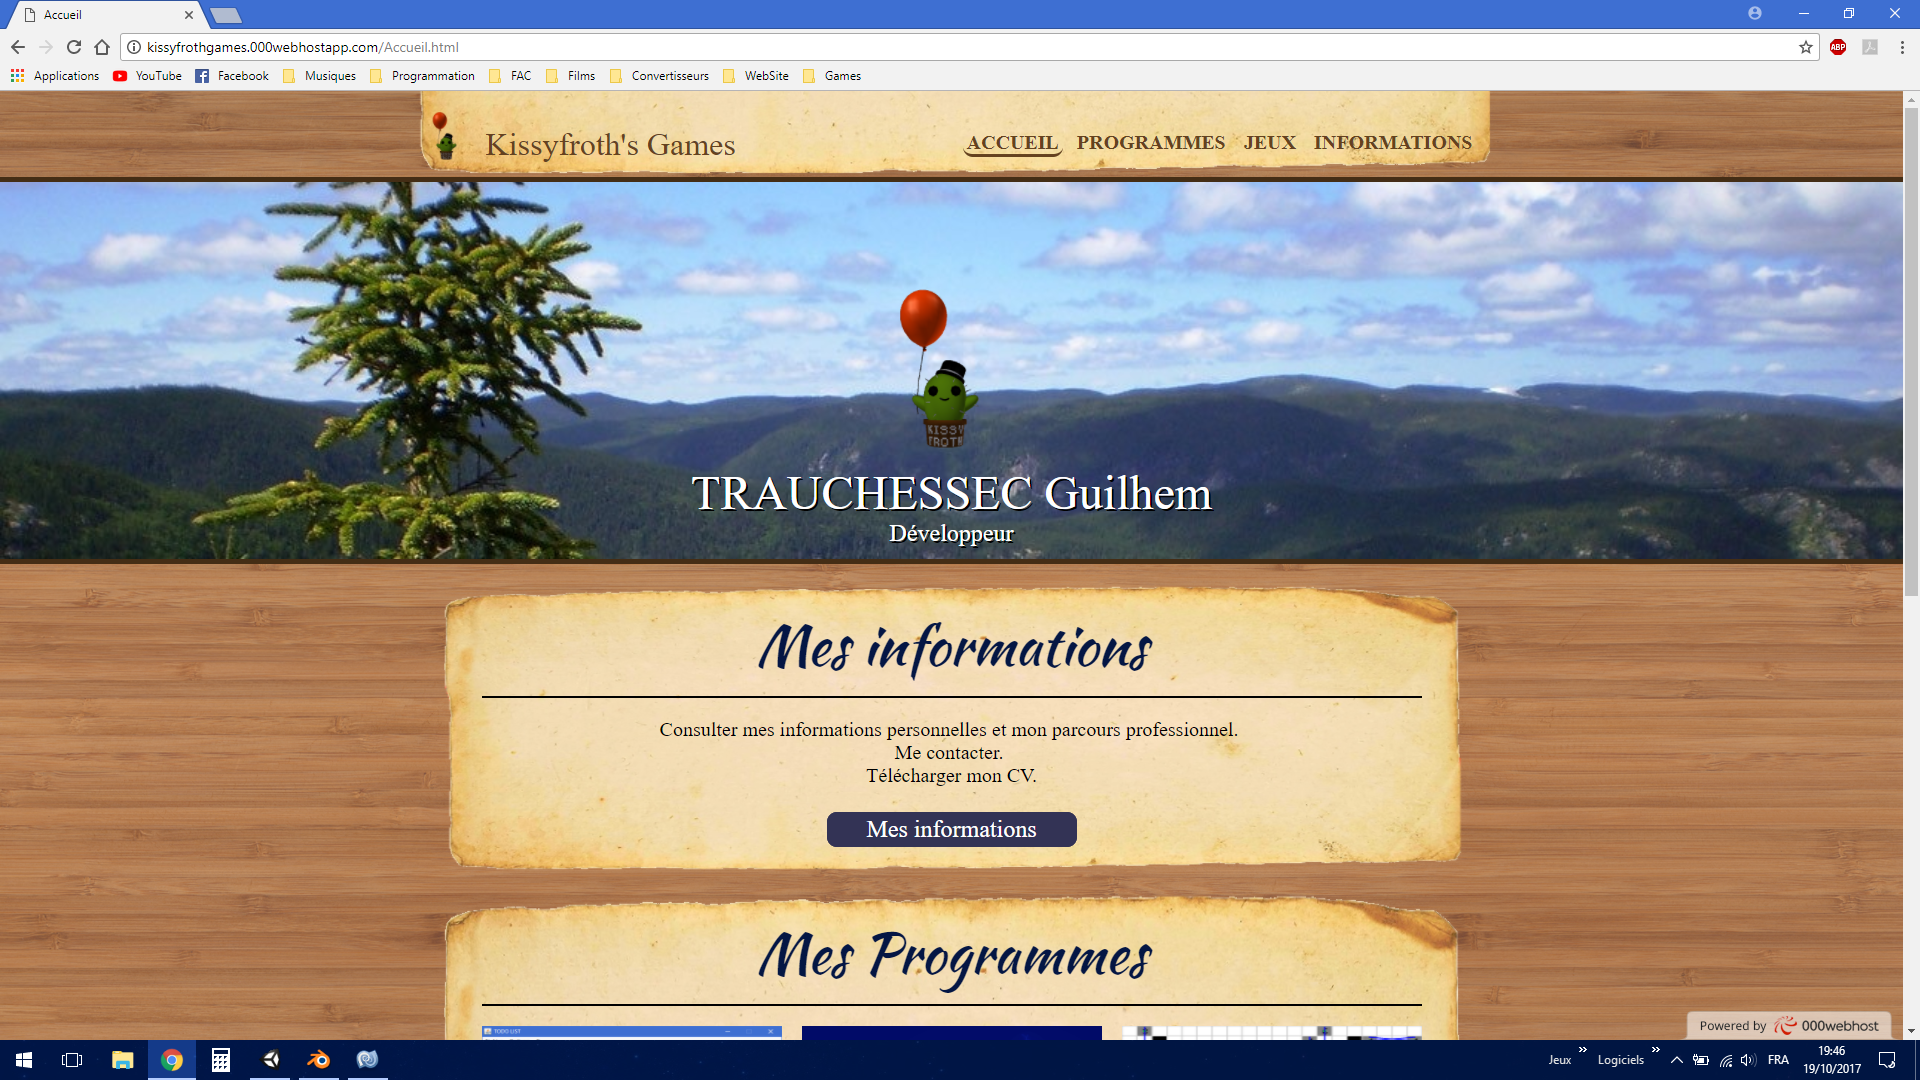 Accueil
kissyfrothgames.000webhostapp.com/Accueil.html
ABP
Applications YouTube Facebook Musiques Programmation FAC Films Convertisseurs WebSite Games
Kissyfroth's Games
ACCUEIL PROGRAMMES JEUX INFORMATIONS
KISSY
FROTH
TRAUCHESSEC Guilhem
Développeur
Mes informations
Consulter mes informations personnelles et mon parcours professionnel.
Me contacter.
Télécharger mon CV.
Mes informations
Mes Programmes
TODO LIST
Powered by 000webhost
Jeux » Logiciels » FRA 19:46
19/10/2017